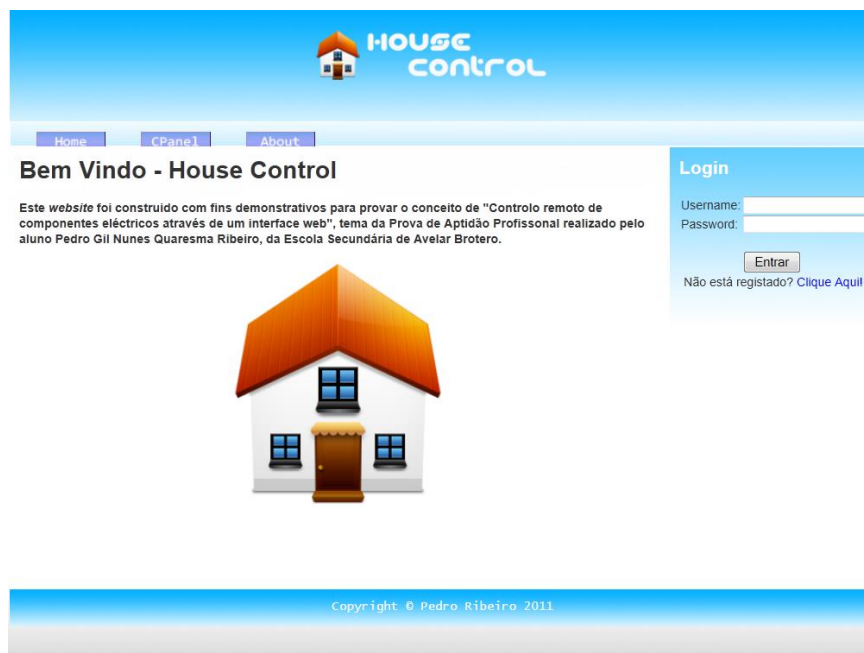 House
control
Home CPanel About
Bem Vindo - House Control
Este website foi construido com fins demonstrativos para provar o conceito de "Controlo remoto de
componentes eléctricos através de um interface web", tema da Prova de Aptidão Profissonal realizado pelo
aluno Pedro Gil Nunes Quaresma Ribeiro, da Escola Secundária de Avelar Brotero.
Login
Username:
Password:
Entrar
Não está registado? Clique Aqui!
Copyright © Pedro Ribeiro 2011